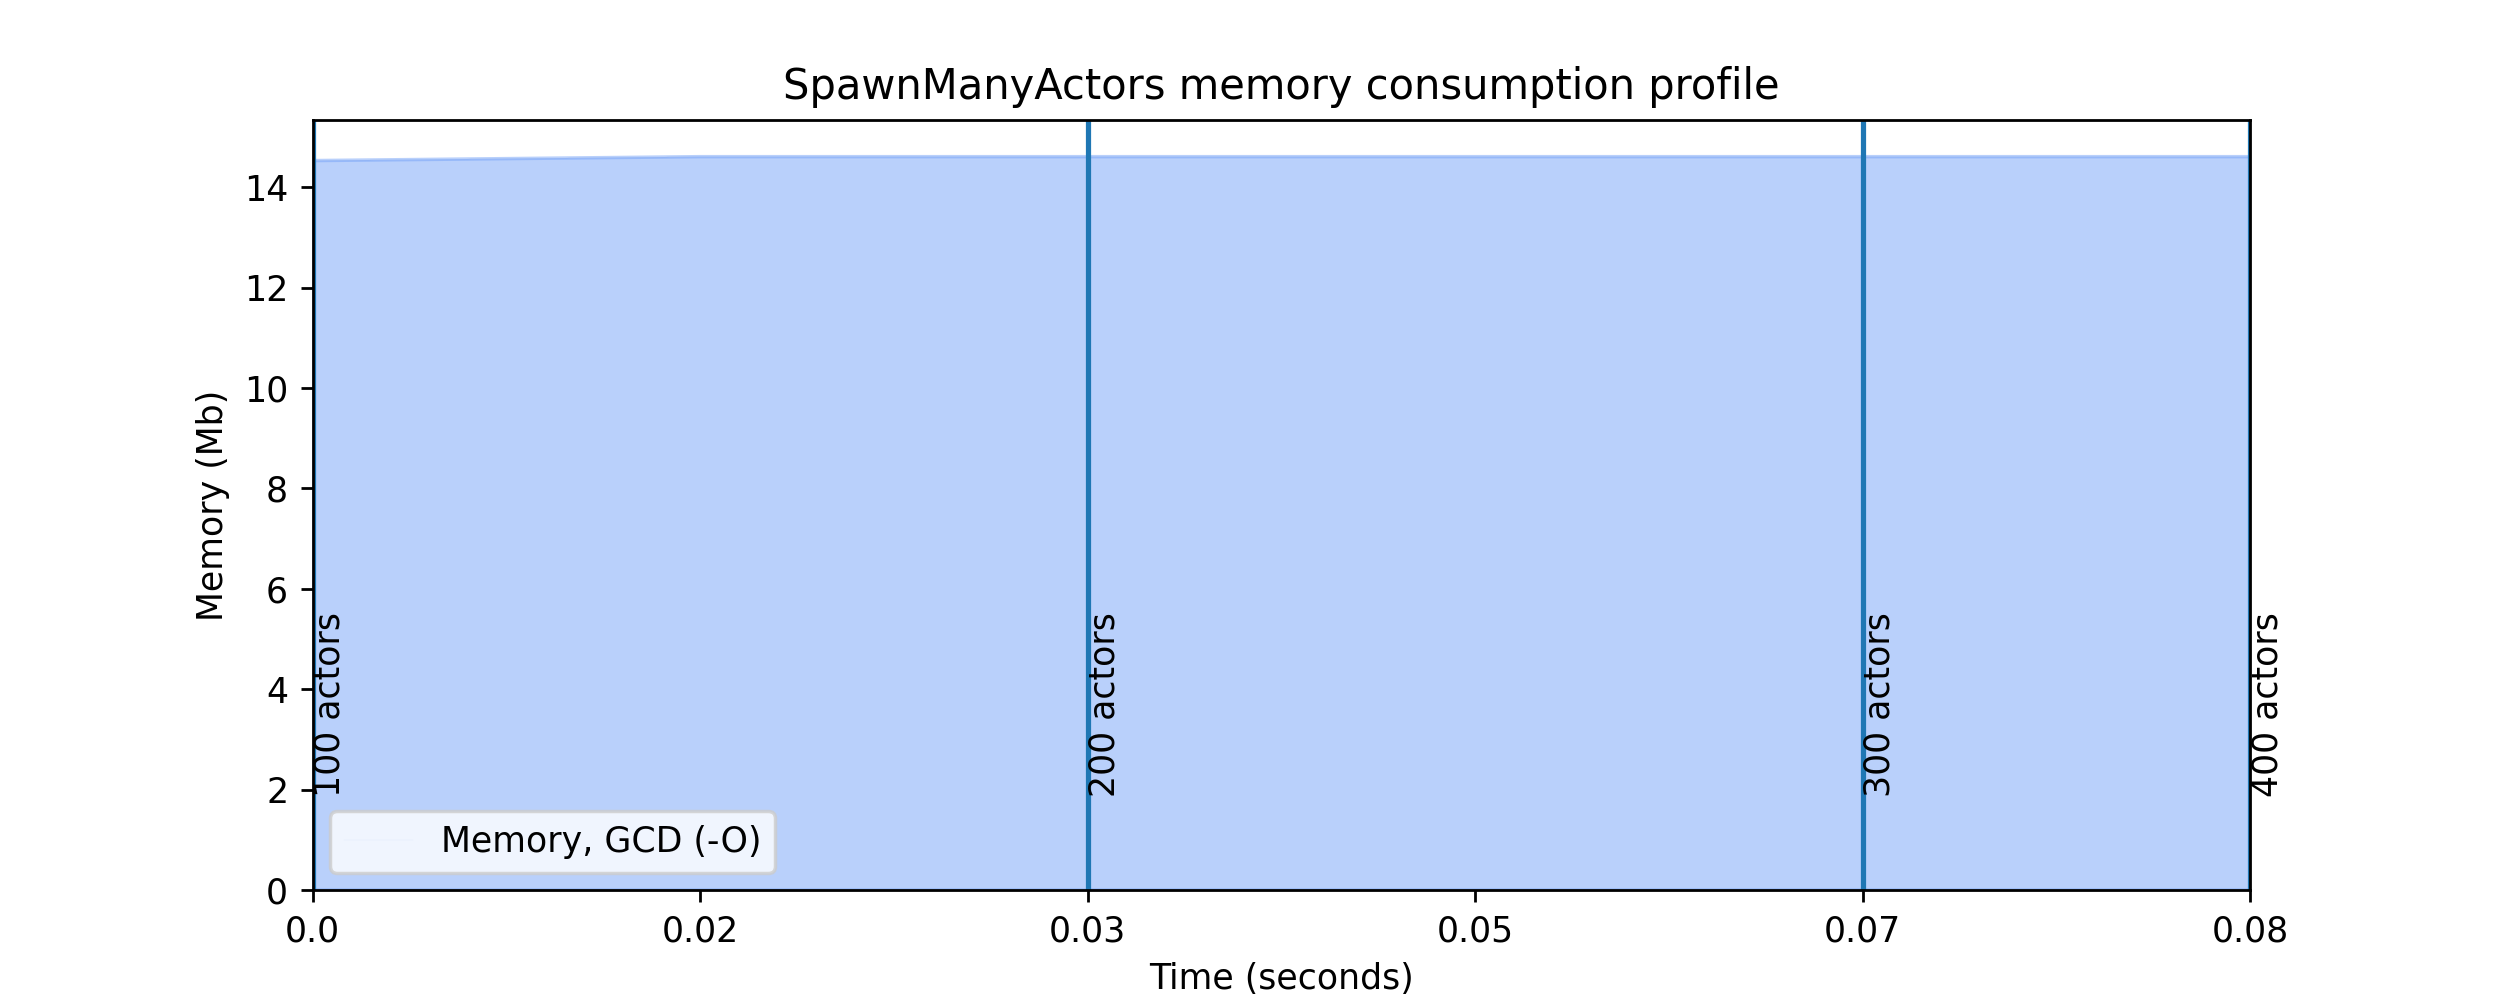 SpawnManyActors memory consumption profile
Memory (Mb)
14
12
10
8
6
4
2
0
100 actors
200 actors
300 actors
400 actors
Memory, GCD (-O)
0.0
0.02
0.03
0.05
0.07
0.08
Time (seconds)